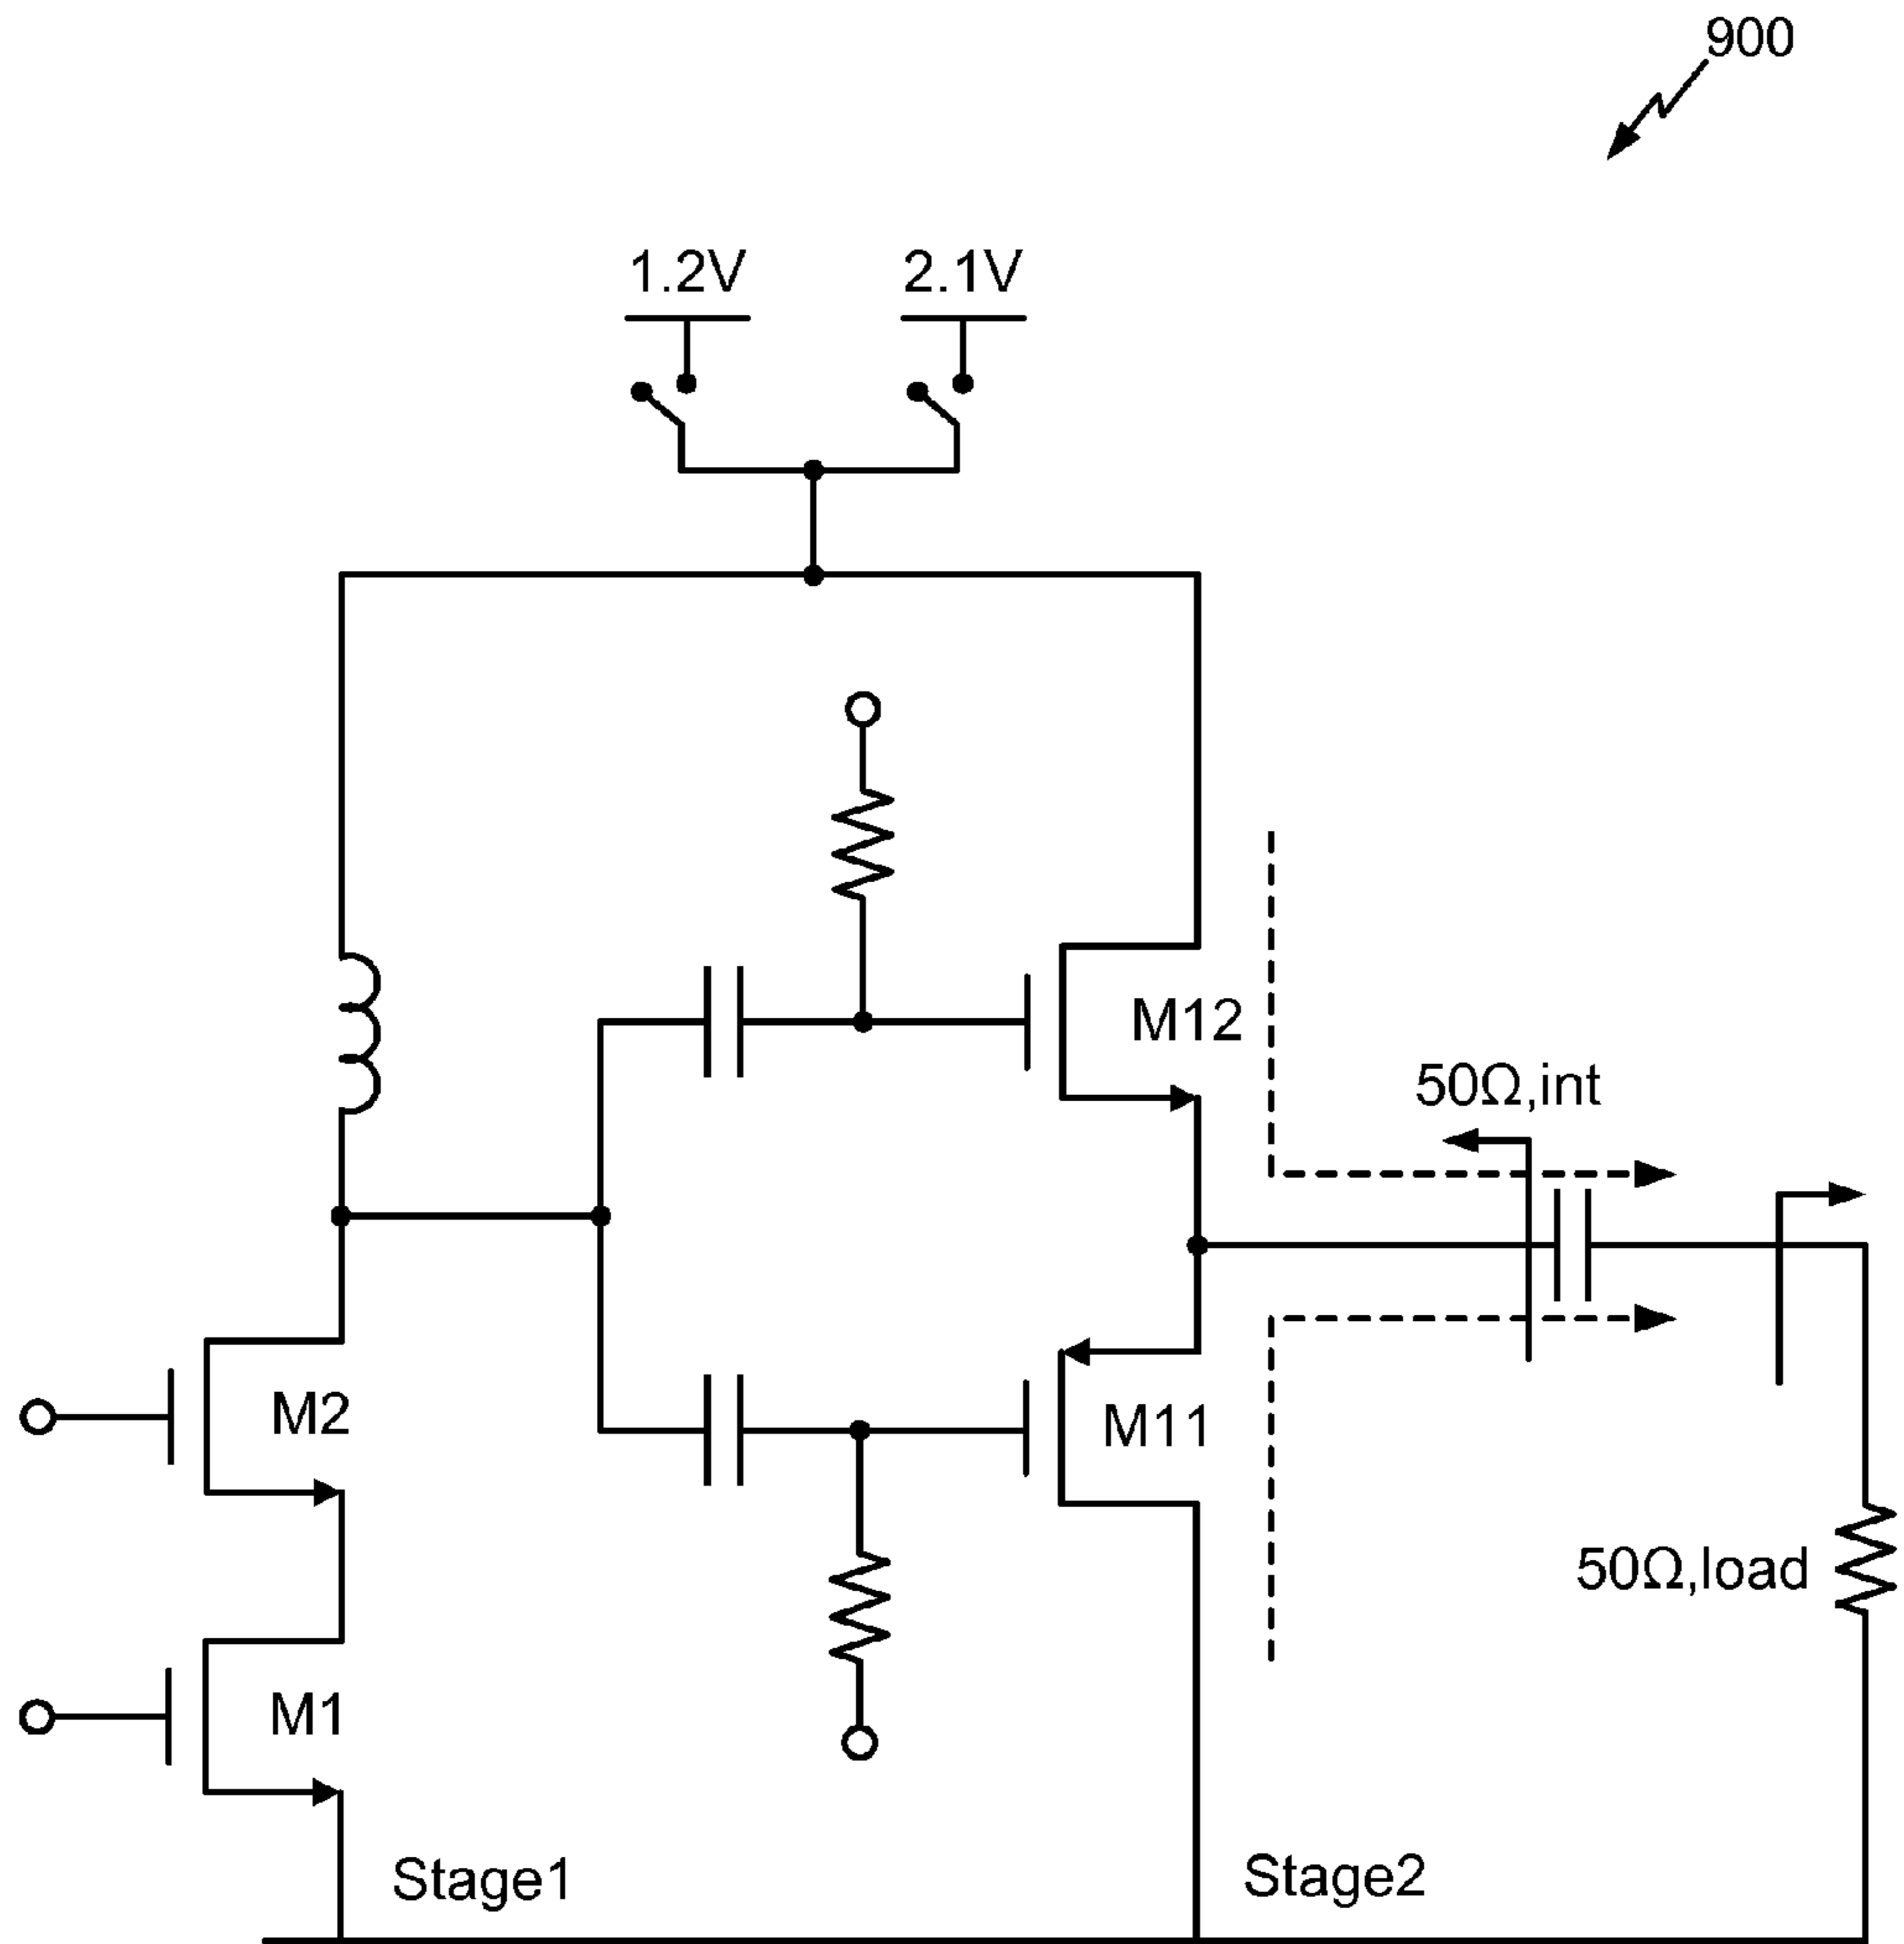 900
1.2V
2.1V
M12
50Ω,int
M2
M11
50Ω,load
M1
Stage1
Stage2